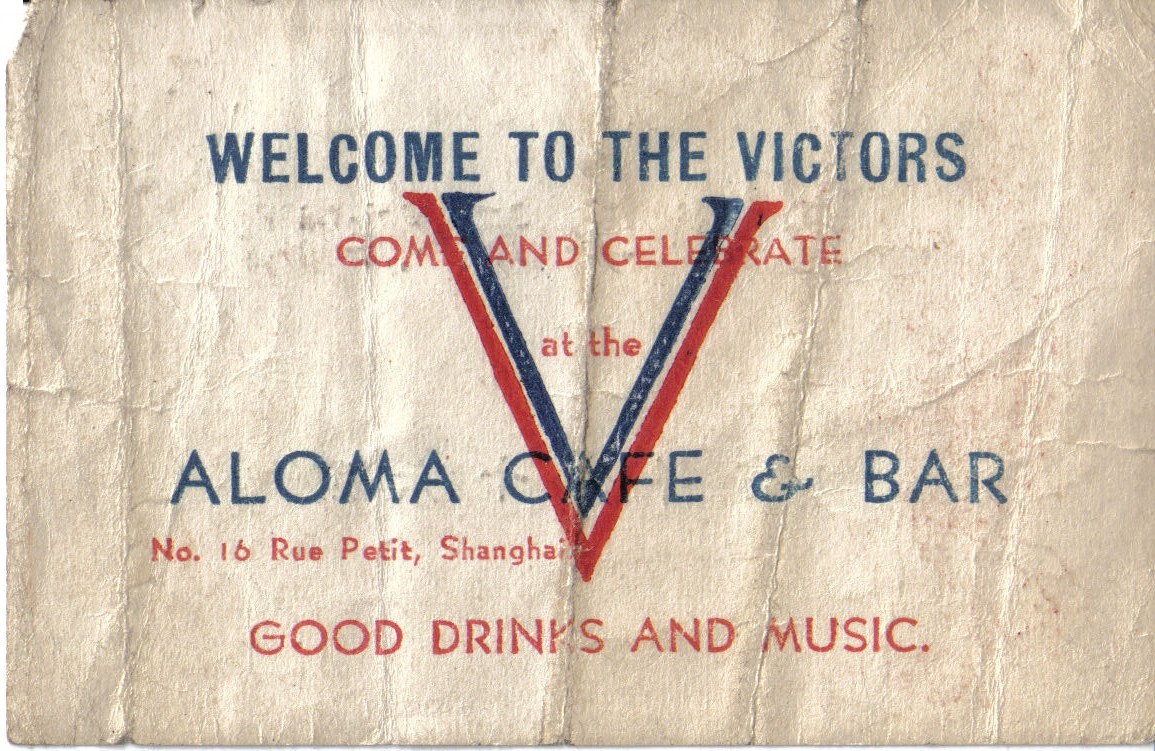 WELCOME TO THE VICTORS
V
COME AND CELEBRATE
at the
ALOMA CAFE & BAR
No. 16 Rue Petit, Shanghai
GOOD DRINKS AND MUSIC.